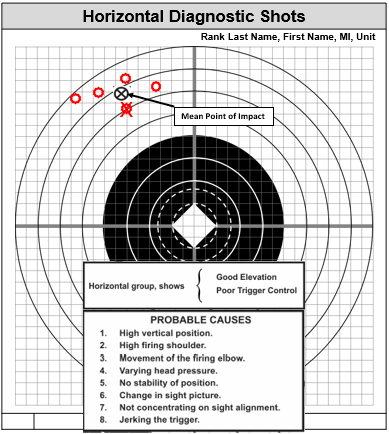 Horizontal Diagnostic Shots
Rank Last Name, First Name, MI, Unit
Mean Point of Impact
Horizontal group, shows
Good Elevation
Poor Trigger Control
PROBABLE CAUSES
1. High vertical position.
2. High firing shoulder.
3. Movement of the firing elbow.
4. Varying head pressure.
5. No stability of position.
6. Change in sight picture.
7. Not concentrating on sight alignment.
8. Jerking the trigger.